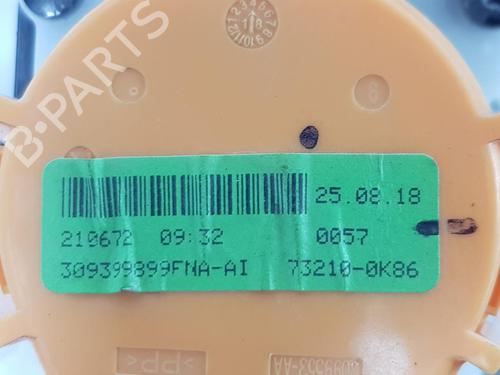 B-PARTS
25.08.18
210672 09:32 0057
309399899FNA-AI 73210-0K86
>PP<